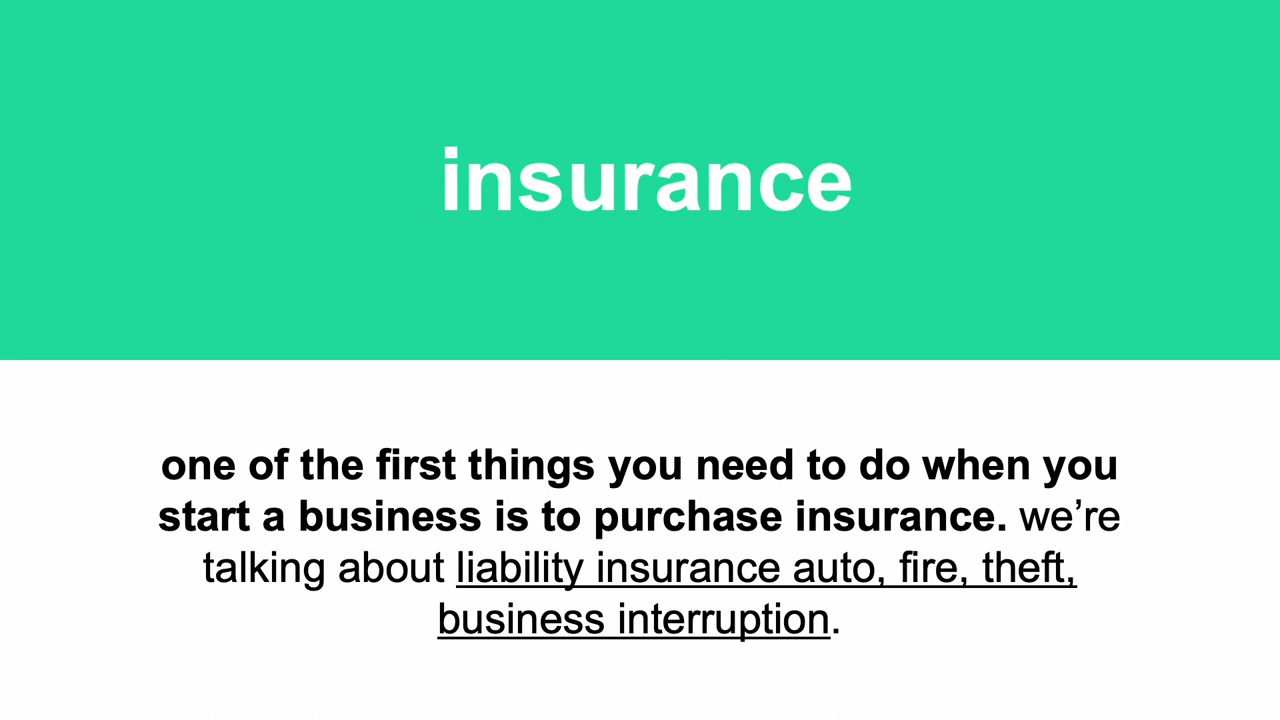 insurance
one of the first things you need to do when you
start a business is to purchase insurance. we’re
talking about liability insurance auto, fire, theft,
business interruption.